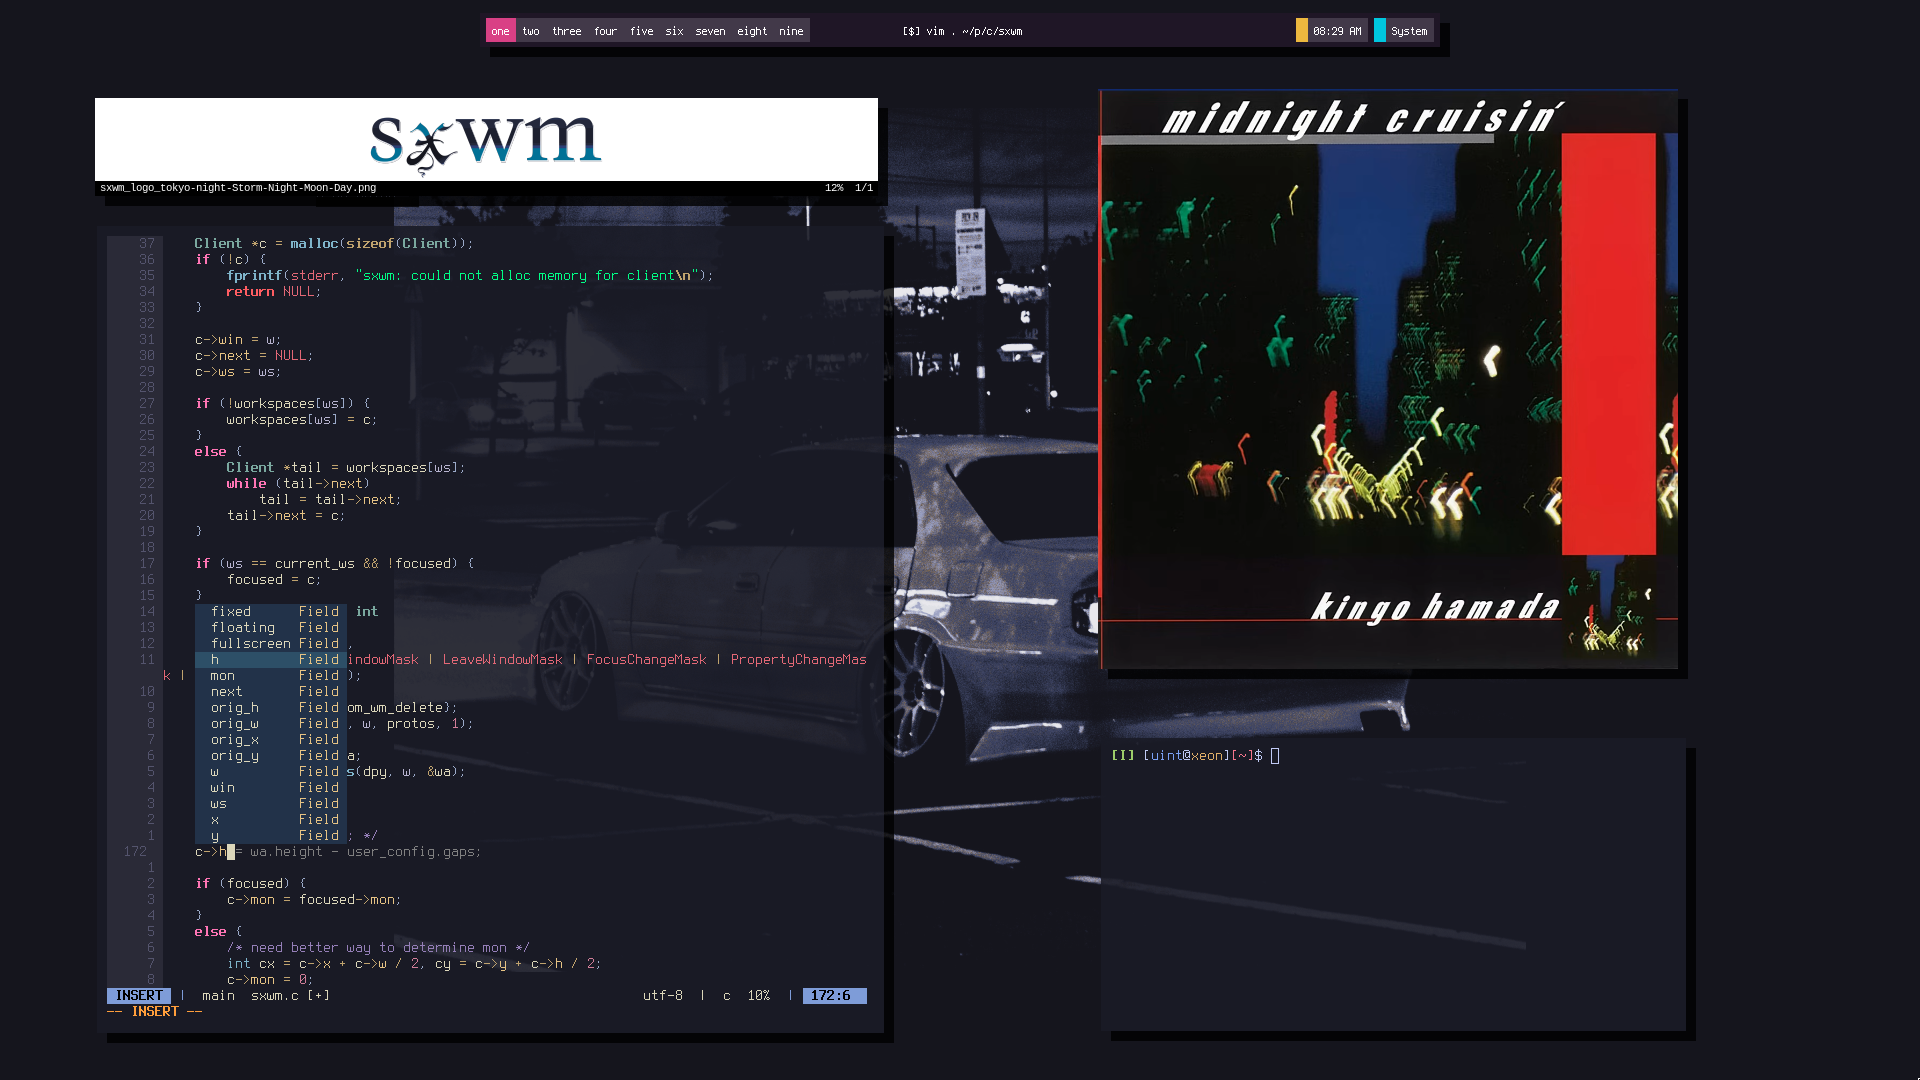 one two three four five six seven eight nine
[$] vim . ~/p/c/sxwm
08:29 AM
System
sxwm
sxwm_logo_tokyo-night-Storm-Night-Moon-Day.png 12% 1/1
37 Client *c = malloc(sizeof(Client));
36 if (!c) {
35 fprintf(stderr, "sxwm: could not alloc memory for client\n");
34 return NULL;
33 }
32
31 c->win = w;
30 c->next = NULL;
29 c->ws = ws;
28
27 if (!workspaces[ws]) {
26 workspaces[ws] = c;
25 }
24 else {
23 Client *tail = workspaces[ws];
22 while (tail->next)
21 tail = tail->next;
20 tail->next = c;
19 }
18
17 if (ws == current_ws && !focused) {
16 focused = c;
15 }
14 fixed Field int
13 floating Field
12 fullscreen Field ,
11 h Field indowMask | LeaveWindowMask | FocusChangeMask | PropertyChangeMas
k | mon Field );
10 next Field
9 orig_h Field om_wm_delete};
8 orig_w Field , w, protos, 1);
7 orig_x Field
6 orig_y Field a;
5 w Field s(dpy, w, &wa);
4 win Field
3 ws Field
2 x Field
1 y Field ; */
172 c->h = wa.height - user_config.gaps;
1
2 if (focused) {
3 c->mon = focused->mon;
4 }
5 else {
6 /* need better way to determine mon */
7 int cx = c->x + c->w / 2, cy = c->y + c->h / 2;
8 c->mon = 0;
INSERT | main sxwm.c [+] utf-8 | c 10% | 172:6
-- INSERT --
midnight cruisin'
kingo hamada
[I] [uint@xeon][~]$